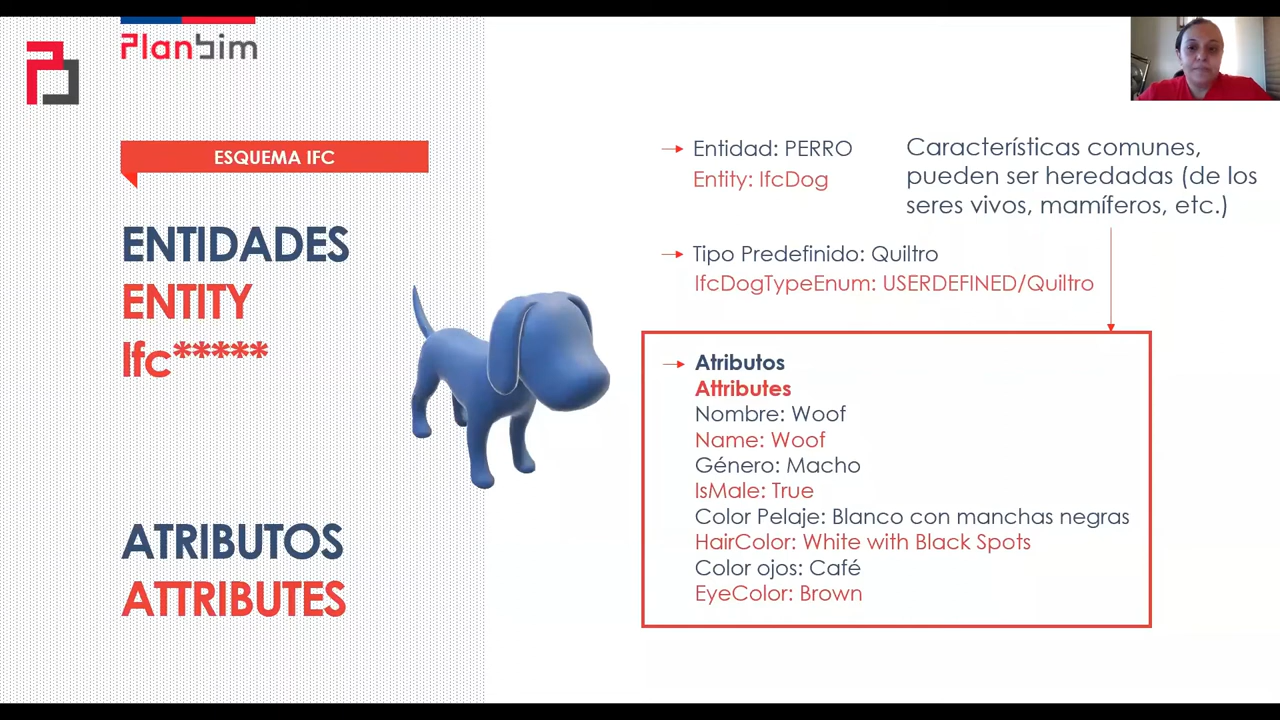 Planbim
ESQUEMA IFC
ENTIDADES
ENTITY
Ifc*****
ATRIBUTOS
ATTRIBUTES
Entidad: PERRO
Entity: IfcDog
Características comunes,
pueden ser heredadas (de los
seres vivos, mamíferos, etc.)
Tipo Predefinido: Quiltro
IfcDogTypeEnum: USERDEFINED/Quiltro
Atributos
Attributes
Nombre: Woof
Name: Woof
Género: Macho
IsMale: True
Color Pelaje: Blanco con manchas negras
HairColor: White with Black Spots
Color ojos: Café
EyeColor: Brown